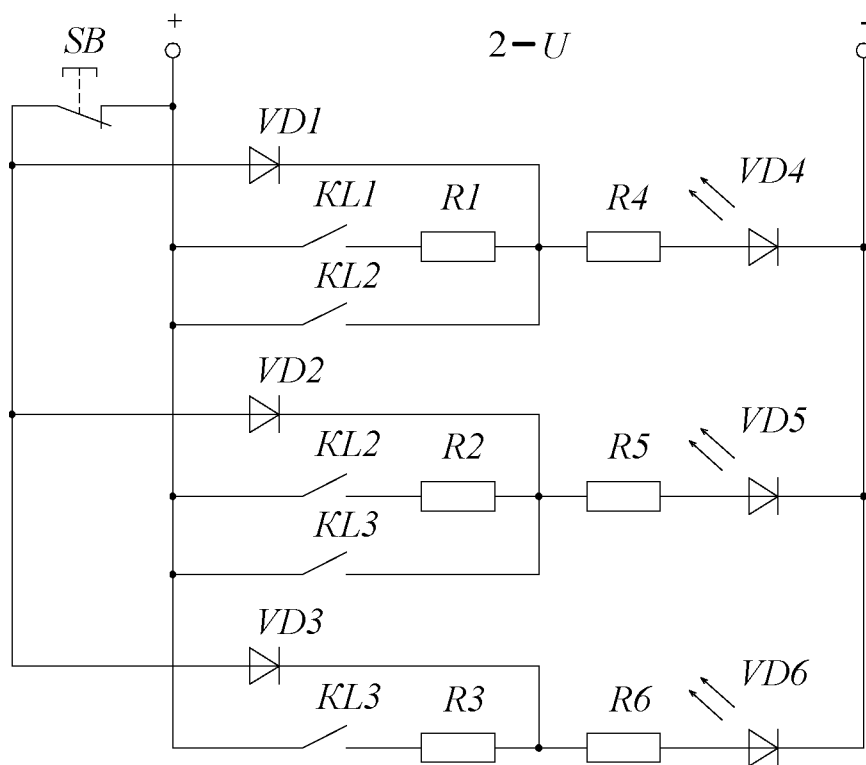 + -
SB 2-U
VD1
VD4
KL1 R1 R4
KL2
VD2
VD5
KL2 R2 R5
KL3
VD3
VD6
KL3 R3 R6